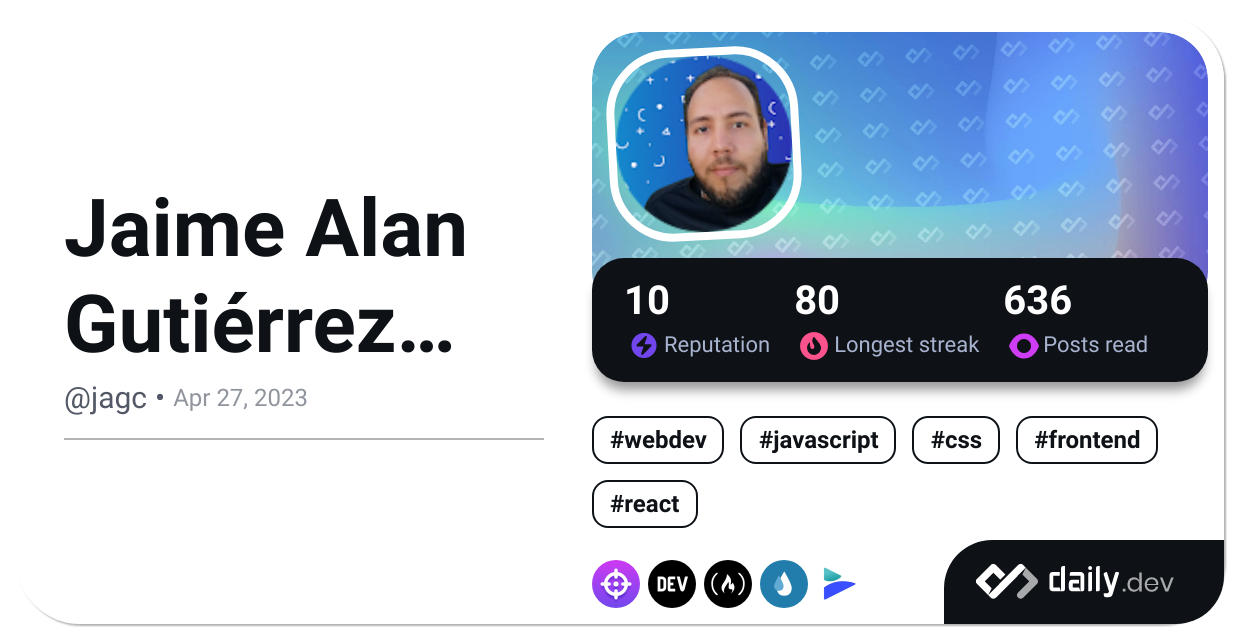 Jaime Alan
Gutiérrez...
@jagc • Apr 27, 2023
10 80 636
Reputation Longest streak Posts read
#webdev #javascript #css #frontend
#react
DEV
daily.dev